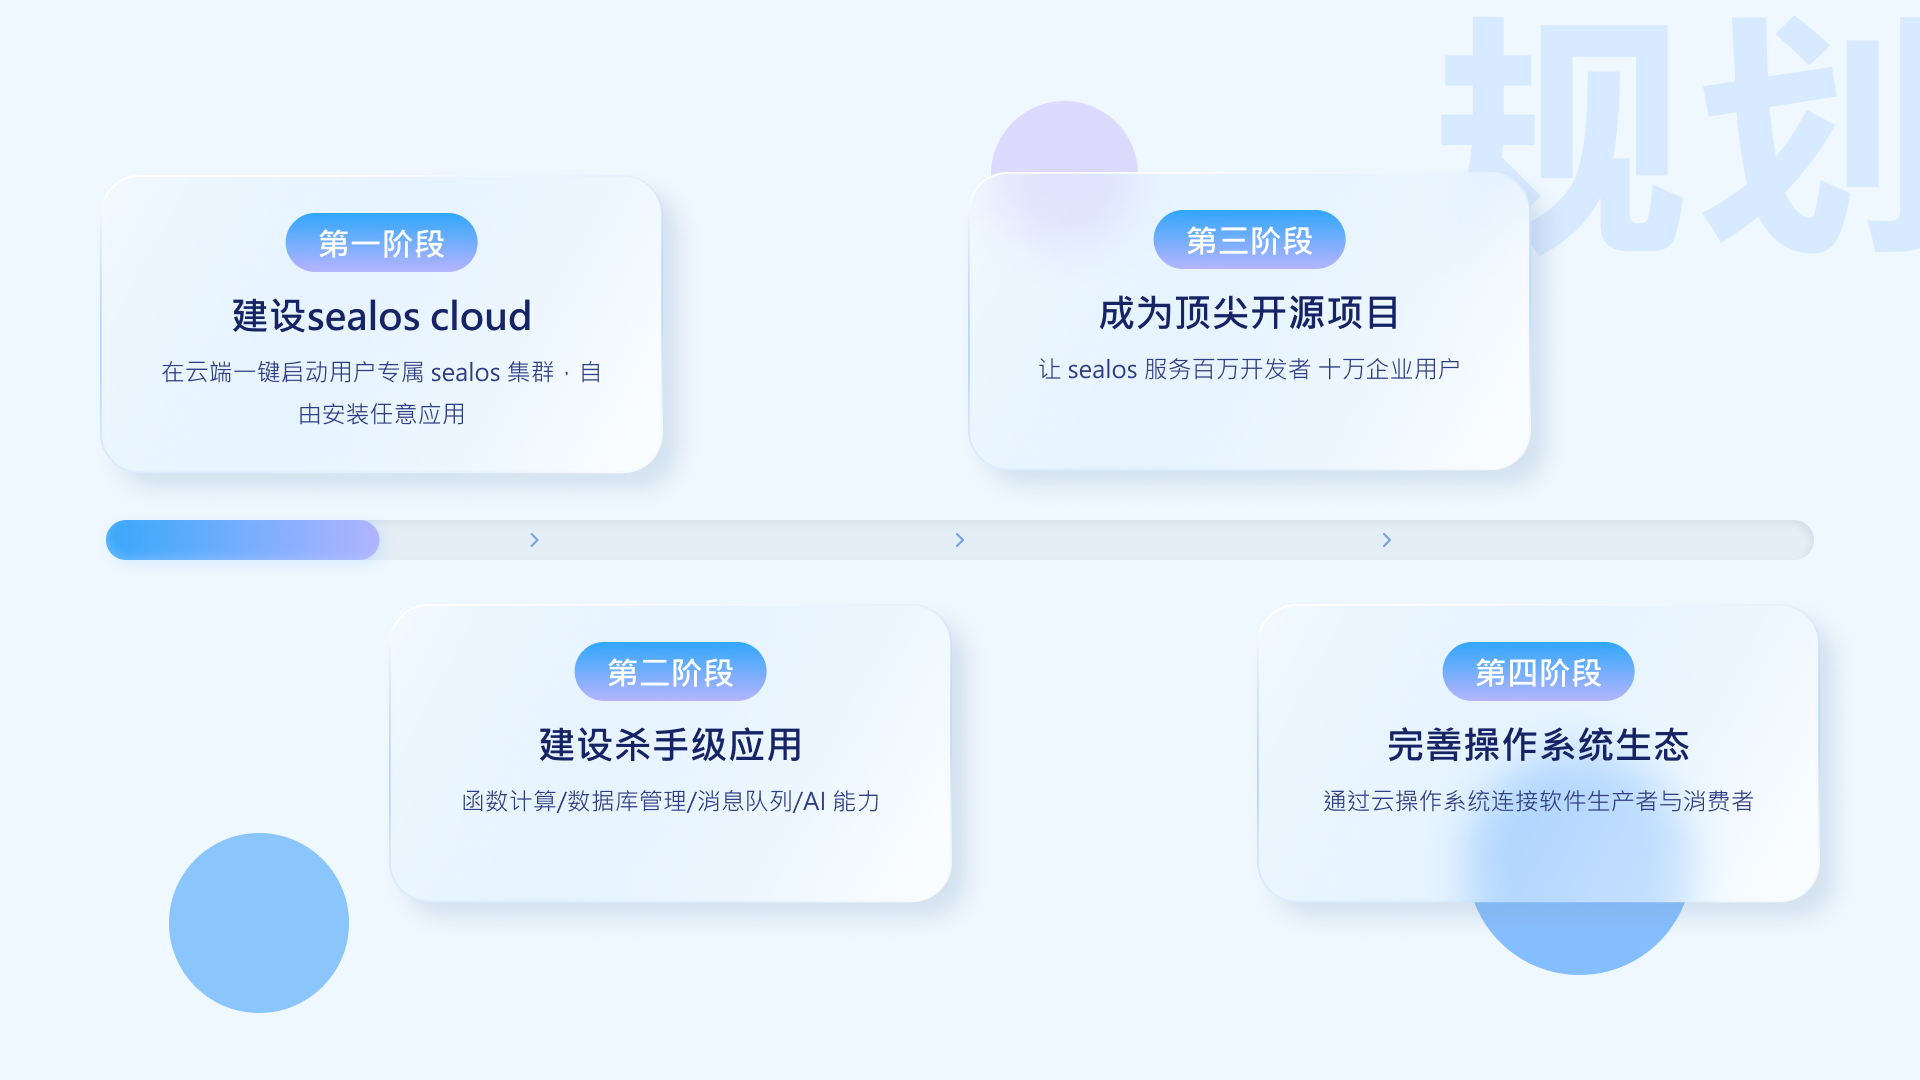 规划
第一阶段
建设sealos cloud
在云端一键启动用户专属 sealos 集群，自
由安装任意应用
第三阶段
成为顶尖开源项目
让 sealos 服务百万开发者 十万企业用户
第二阶段
建设杀手级应用
函数计算/数据库管理/消息队列/AI 能力
第四阶段
完善操作系统生态
通过云操作系统连接软件生产者与消费者